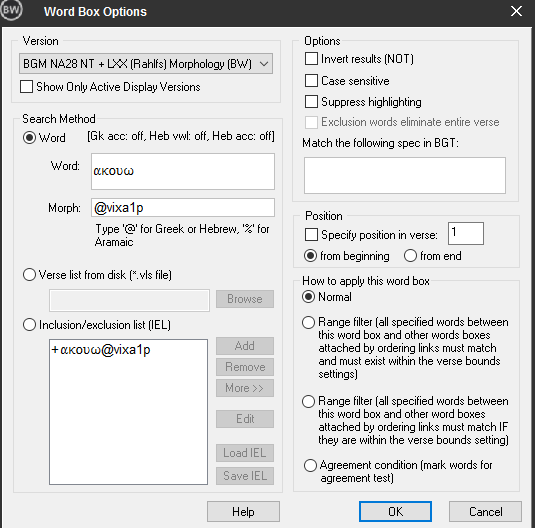 BW Word Box Options
Version
BGM NA28 NT + LXX (Rahlfs) Morphology (BW)
Show Only Active Display Versions
Search Method
Word [Gk acc: off, Heb vwl: off, Heb acc: off]
Word: ακουω
Morph: @vixa1p
Type '@' for Greek or Hebrew, '%' for
Aramaic
Verse list from disk (*.vls file)
Browse
Inclusion/exclusion list (IEL)
+ακουω@vixa1p
Add
Remove
More >>
Edit
Load IEL
Save IEL
Options
Invert results (NOT)
Case sensitive
Suppress highlighting
Exclusion words eliminate entire verse
Match the following spec in BGT:
Position
Specify position in verse: 1
from beginning from end
How to apply this word box
Normal
Range filter (all specified words between
this word box and other words boxes
attached by ordering links must match
and must exist within the verse bounds
settings)
Range filter (all specified words between
this word box and other word boxes
attached by ordering links must match IF
they are within the verse bounds setting)
Agreement condition (mark words for
agreement test)
Help OK Cancel